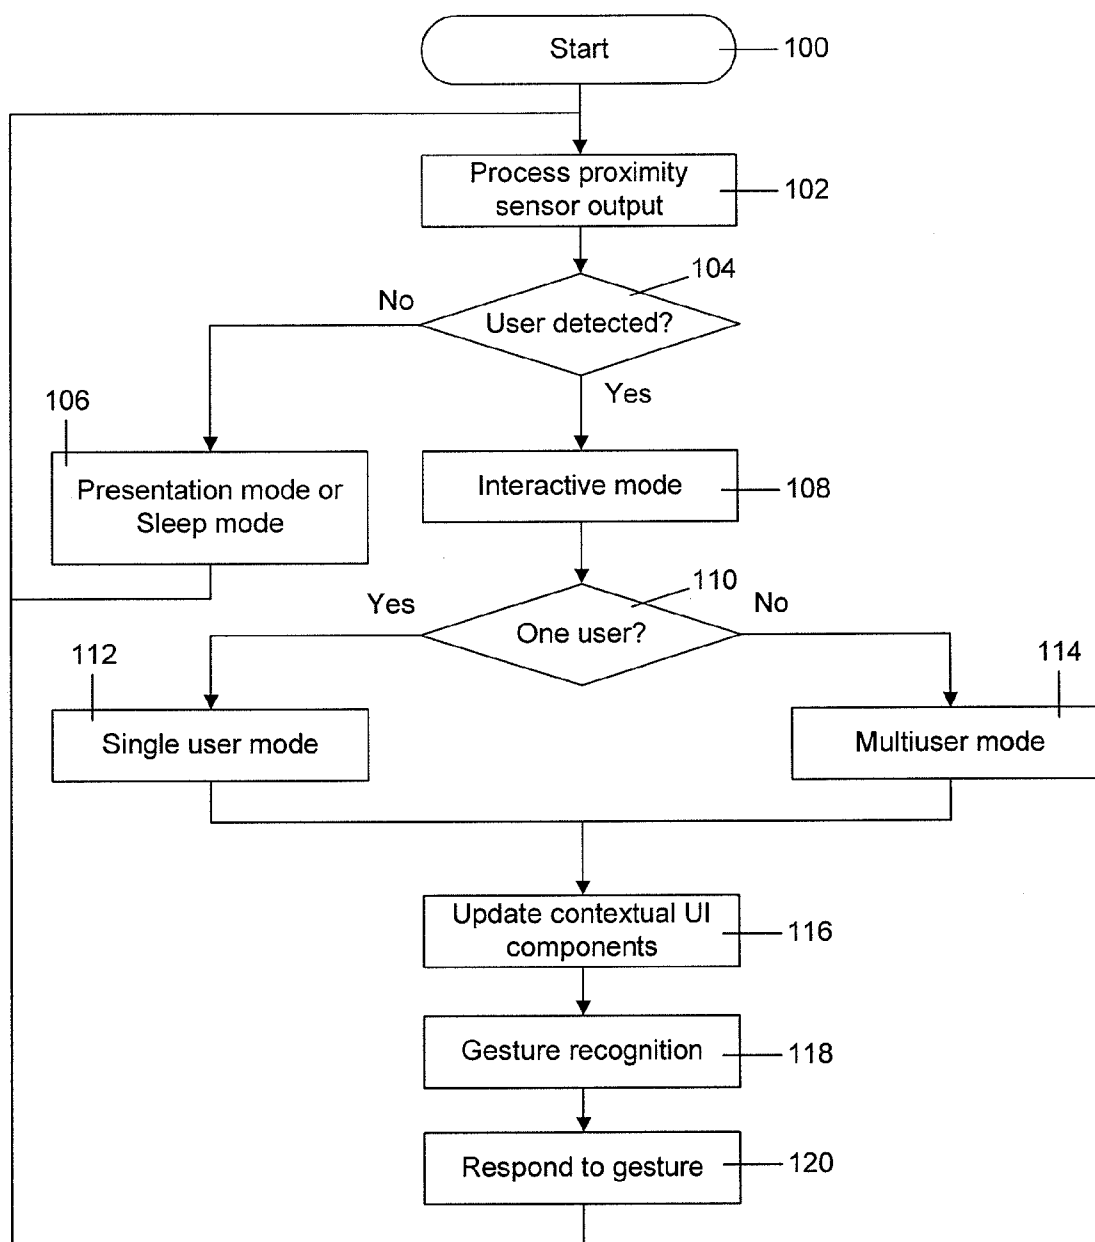 Start
100
Process proximity
sensor output
102
104
No
User detected?
Yes
106
Presentation mode or
Sleep mode
Interactive mode
108
110
Yes
No
One user?
112
114
Single user mode
Multiuser mode
Update contextual UI
components
116
Gesture recognition
118
Respond to gesture
120